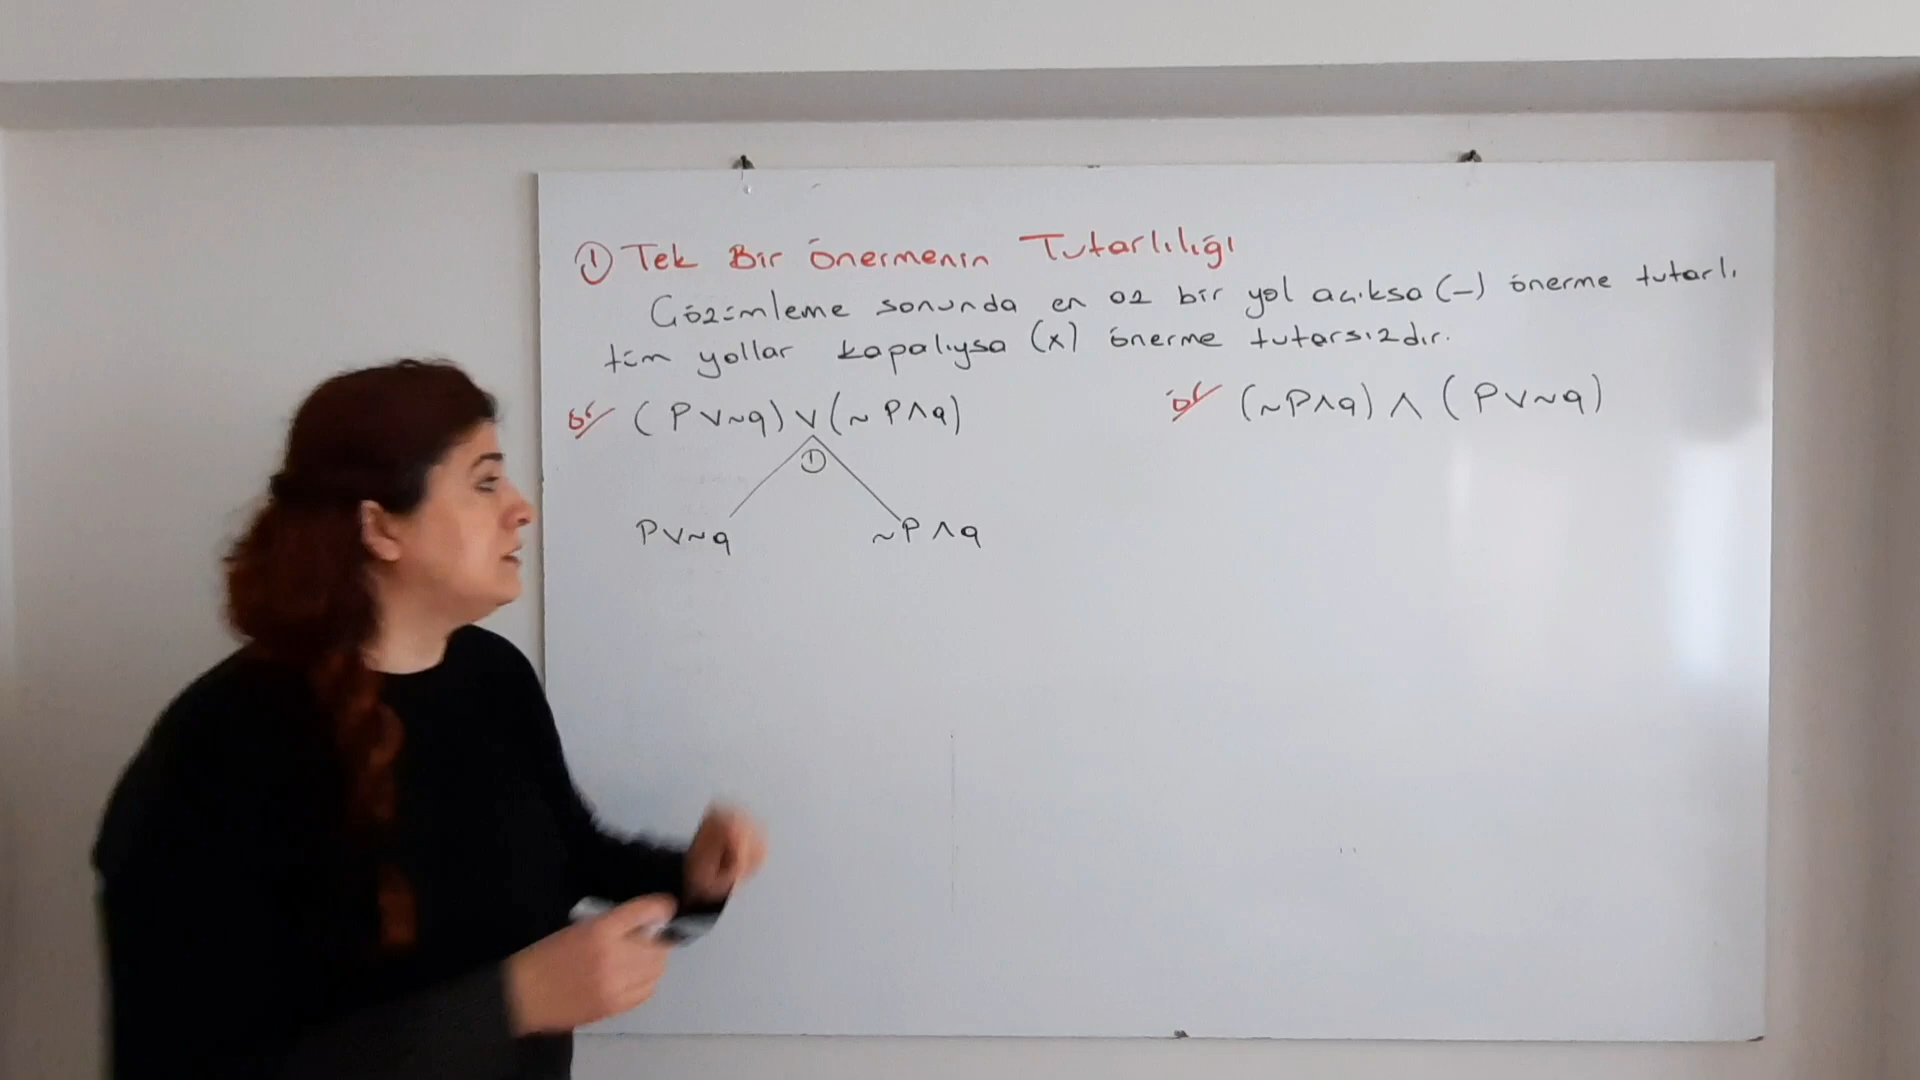 ① Tek Bir Önermenin Tutarlılığı
Çözümleme sonunda en az bir yol açıksa (–) önerme tutarlı
tüm yollar kapalıysa (x) önerme tutarsızdır.
ör (P∨~q)∨(~P∧q)
ör (~P∧q)∧(P∨~q)
①
P∨~q ~P∧q